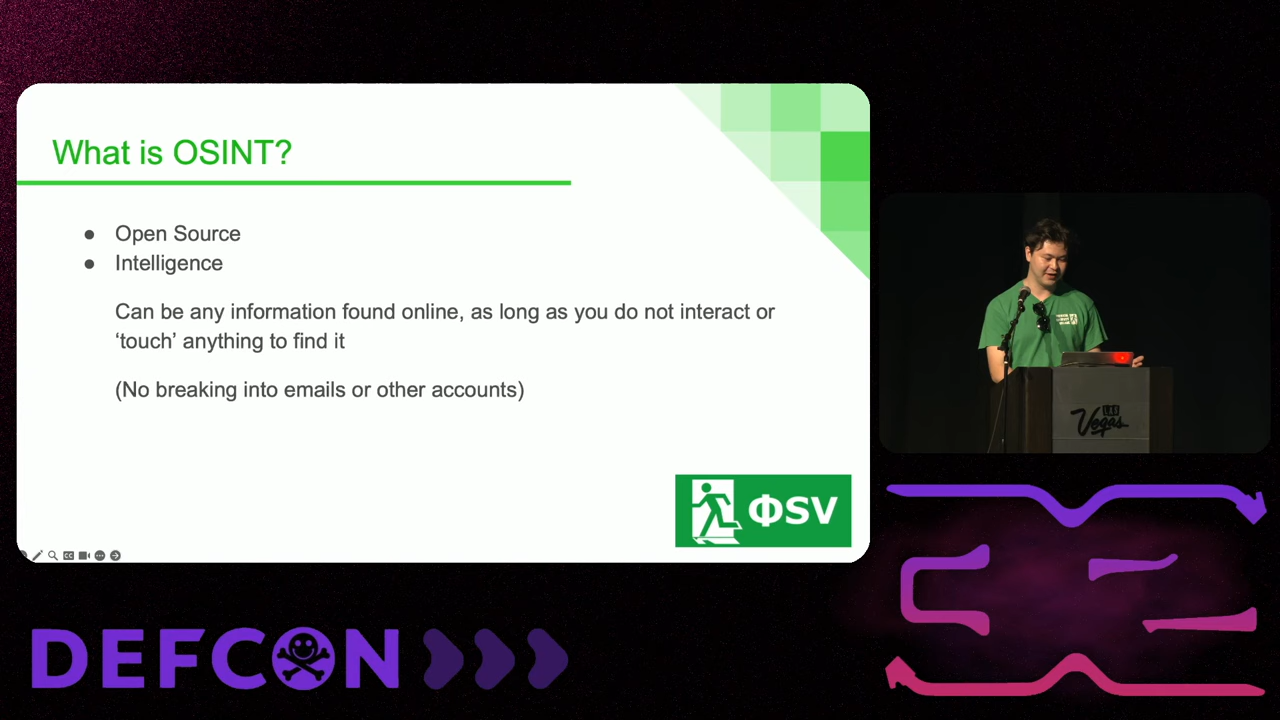 What is OSINT?
● Open Source
● Intelligence
Can be any information found online, as long as you do not interact or
‘touch’ anything to find it
(No breaking into emails or other accounts)
ΦSV
LAS
Vegas
DEFCON